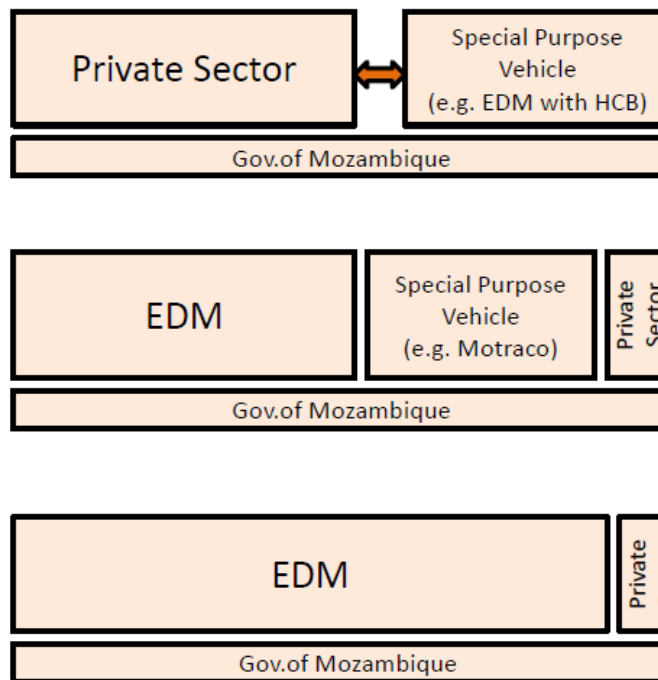 Private Sector
Special Purpose
Vehicle
(e.g. EDM with HCB)
Gov.of Mozambique
EDM
Special Purpose
Vehicle
(e.g. Motraco)
Private
Sector
Gov.of Mozambique
EDM
Private
Gov.of Mozambique